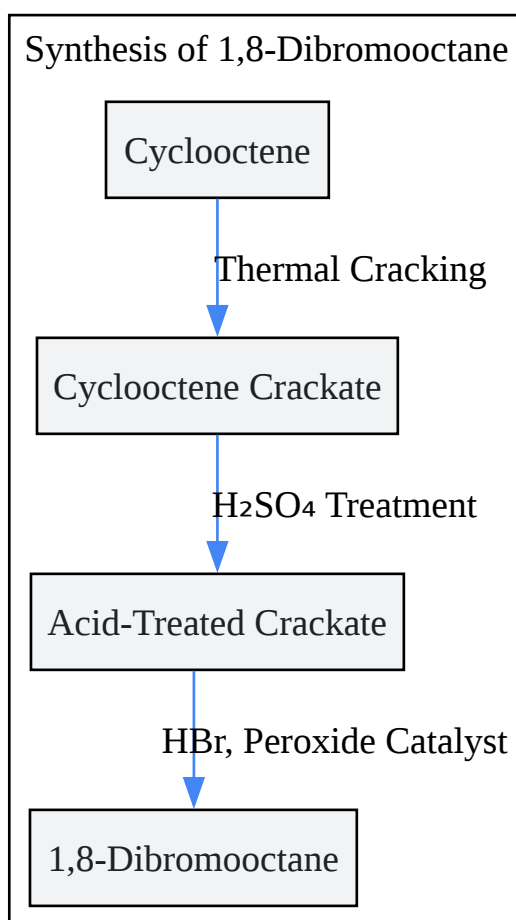 Synthesis of 1,8-Dibromooctane
Cyclooctene
Thermal Cracking
Cyclooctene Crackate
H₂SO₄ Treatment
Acid-Treated Crackate
HBr, Peroxide Catalyst
1,8-Dibromooctane